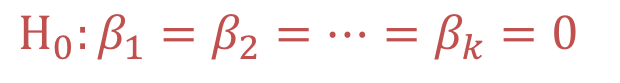 H₀: β₁ = β₂ = ⋯ = βₖ = 0